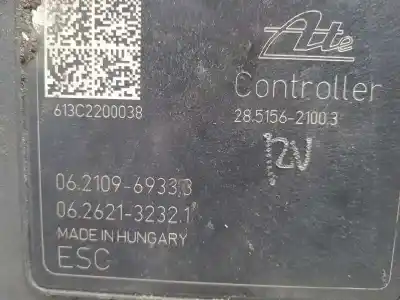 Ate
613C2200038
Controller
28.5156-2100.3
06.2109-6933.3
06.2621-3232.1
MADE IN HUNGARY
ESC